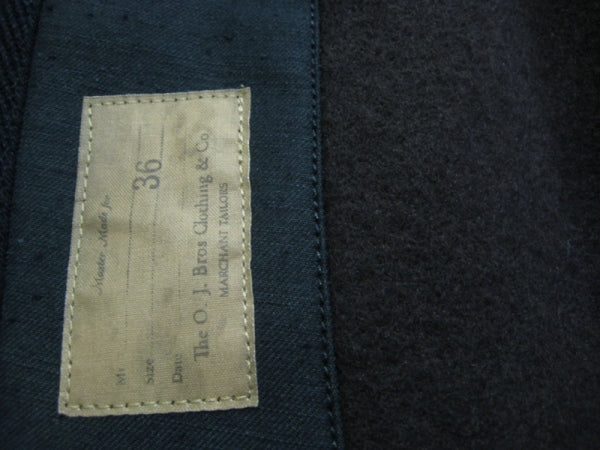 Master Made for
Mr
Size 36
Date
The O. J. Bros Clothing & Co.
MARCHANT TAILORS